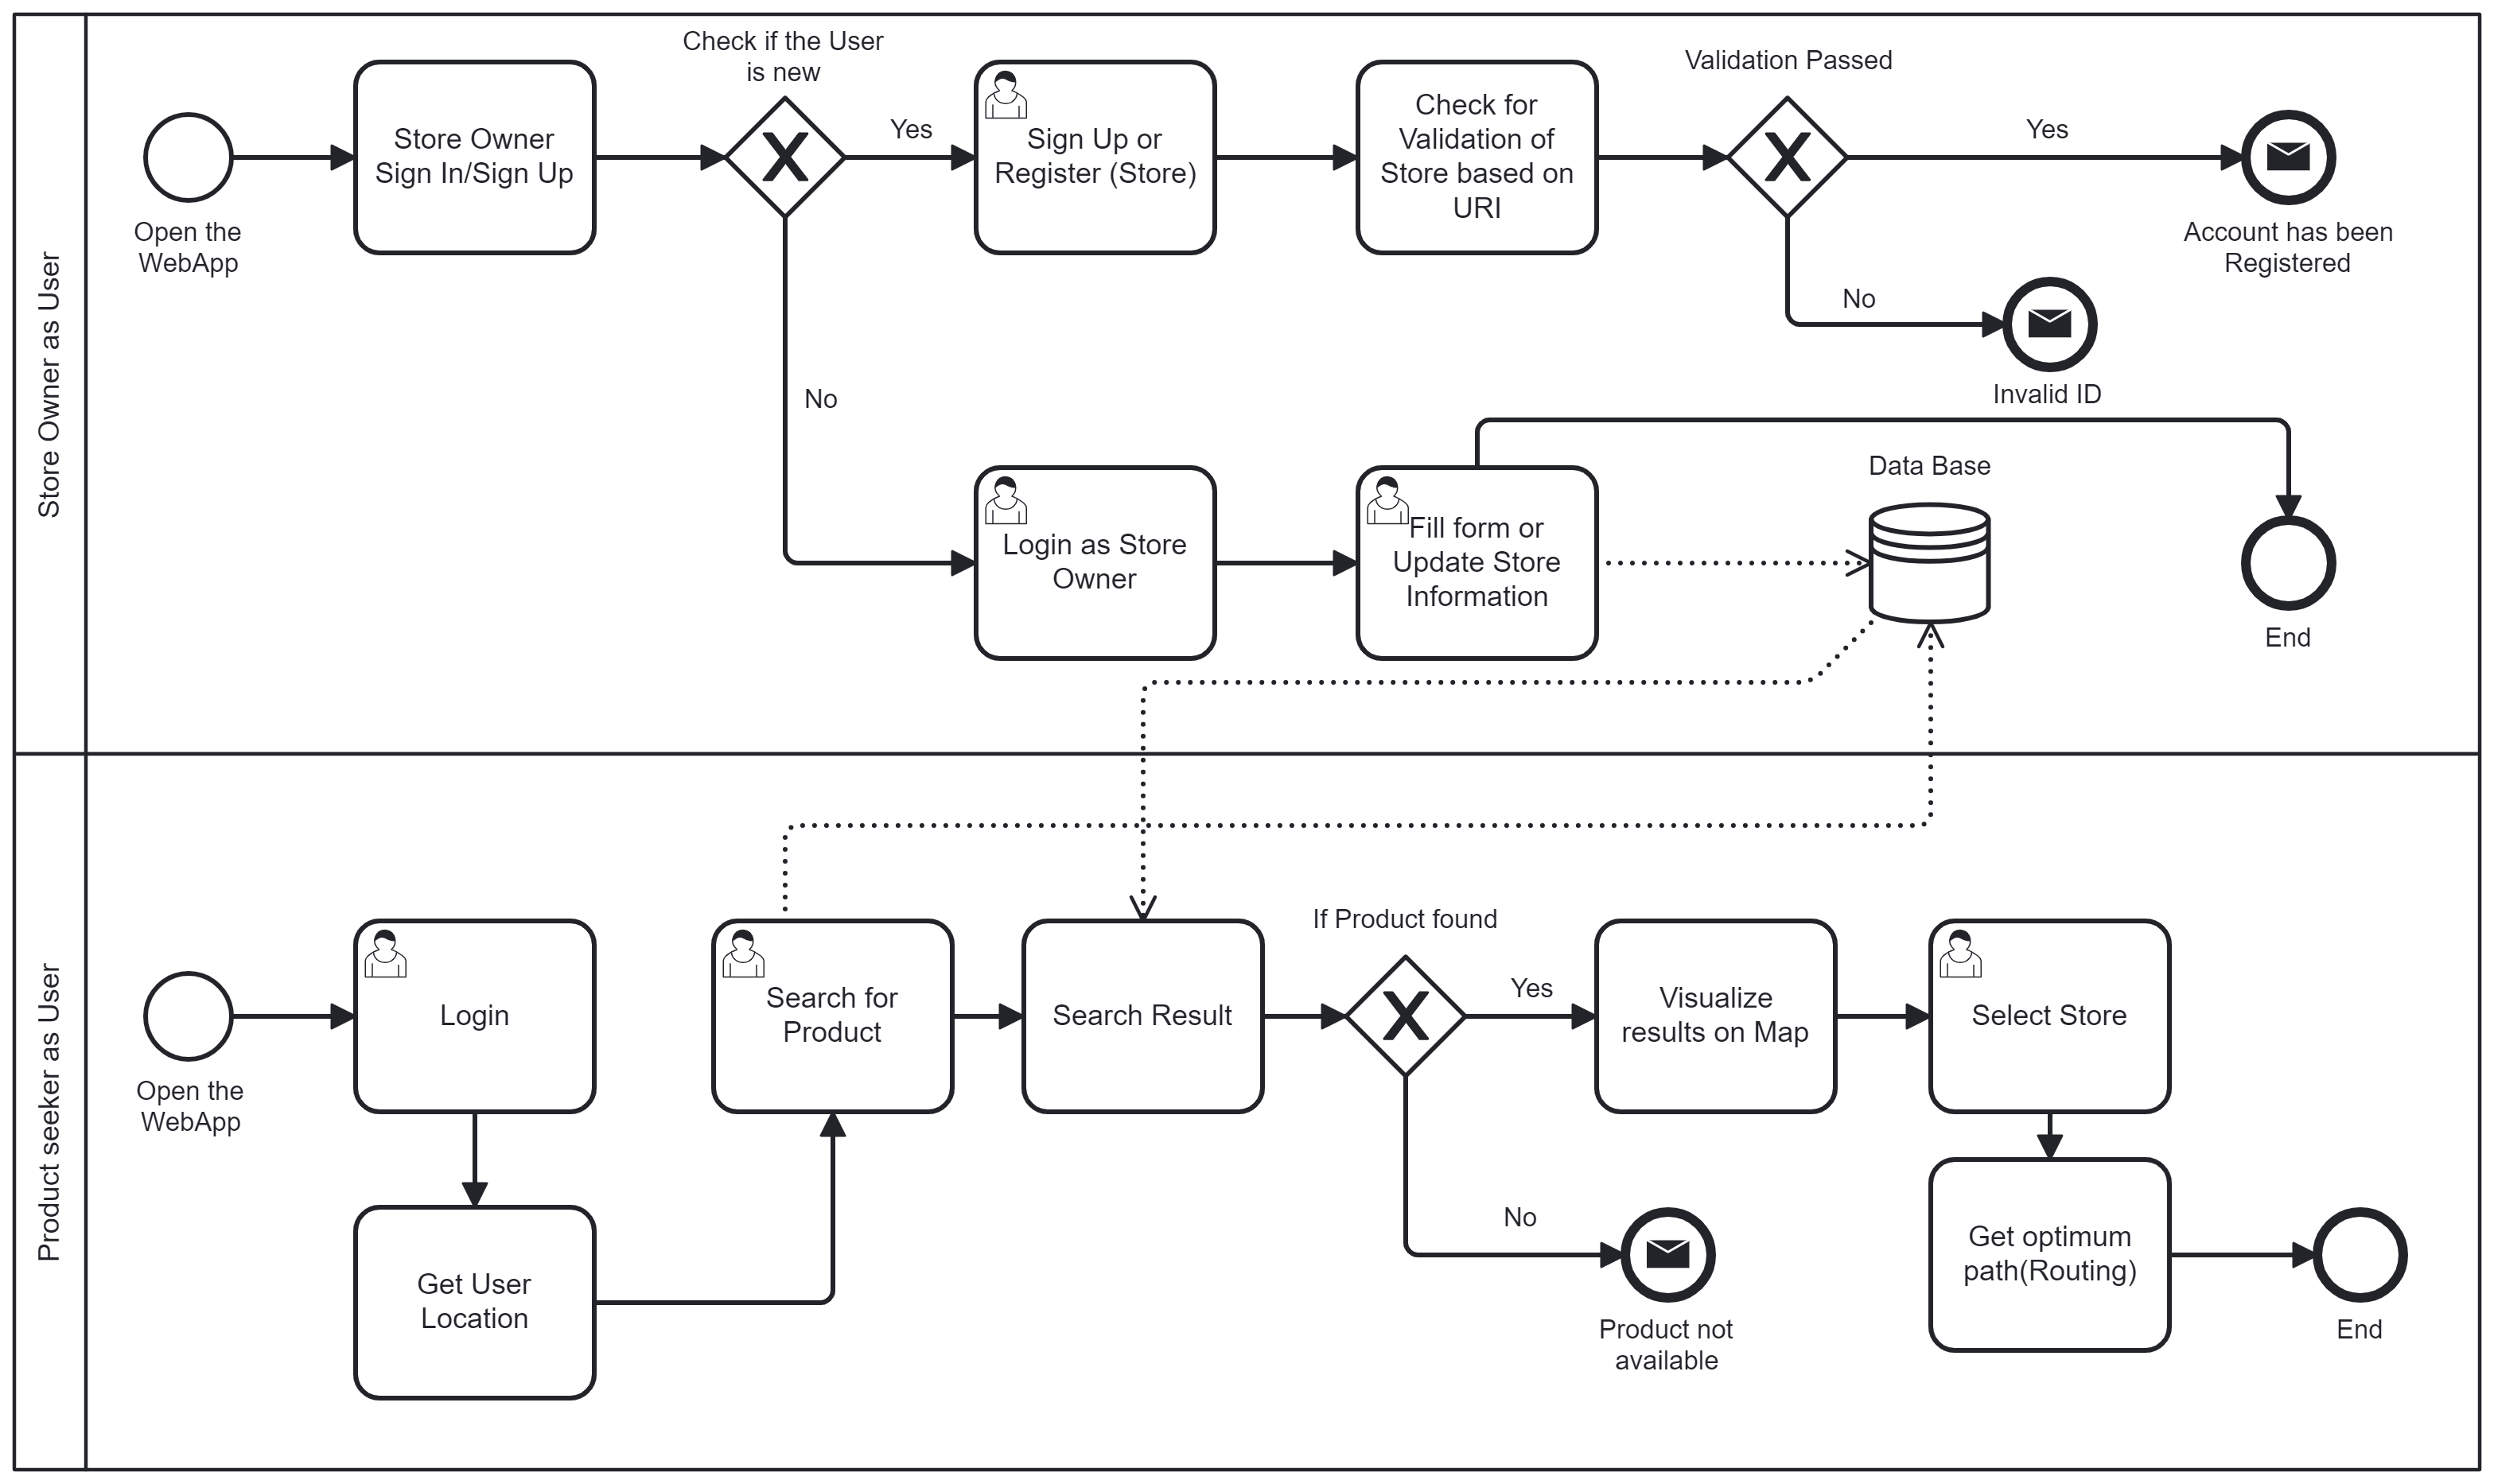 Store Owner as User
Check if the User
is new
Validation Passed
Store Owner
Sign In/Sign Up
Yes
Sign Up or
Register (Store)
Check for
Validation of
Store based on
URI
Yes
Open the
WebApp
Account has been
Registered
No
Invalid ID
No
Data Base
Login as Store
Owner
Fill form or
Update Store
Information
End
Product seeker as User
If Product found
Login
Search for
Product
Search Result
Yes
Visualize
results on Map
Select Store
Open the
WebApp
No
Get User
Location
Get optimum
path(Routing)
Product not
available
End